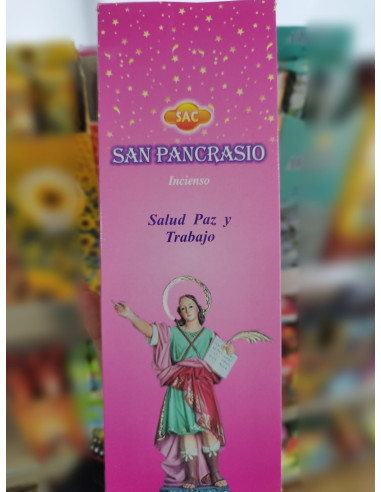 SAC
SAN PANCRASIO
Incienso
Salud Paz y
Trabajo